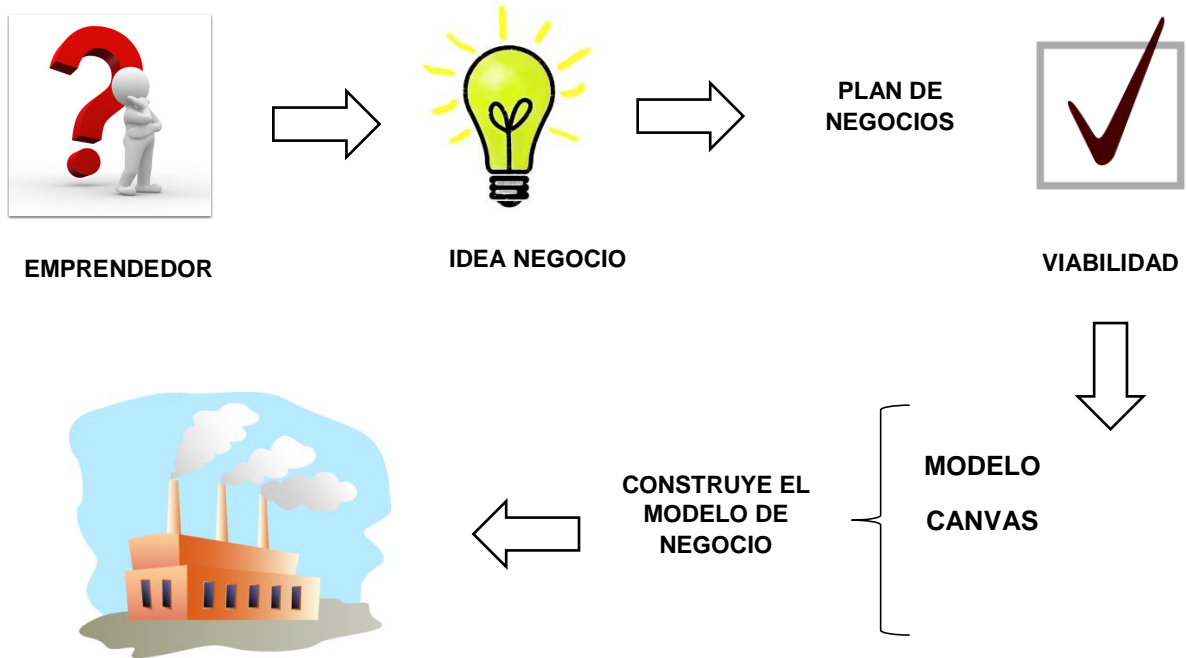 EMPRENDEDOR
IDEA NEGOCIO
PLAN DE
NEGOCIOS
VIABILIDAD
MODELO
CANVAS
CONSTRUYE EL
MODELO DE
NEGOCIO